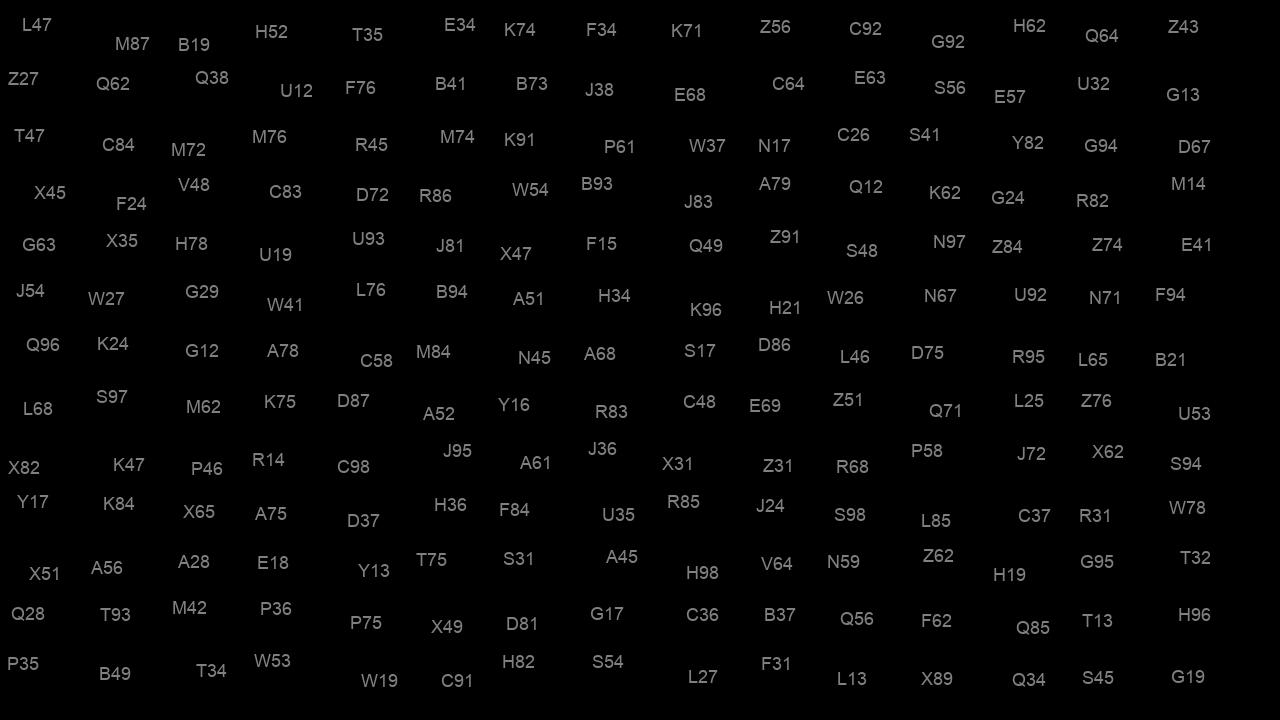 L47 M87 B19 H52 T35 E34 K74 F34 K71 Z56 C92 G92 H62 Q64 Z43
Z27 Q62 Q38 U12 F76 B41 B73 J38 E68 C64 E63 S56 E57 U32 G13
T47 C84 M72 M76 R45 M74 K91 P61 W37 N17 C26 S41 Y82 G94 D67
X45 F24 V48 C83 D72 R86 W54 B93 J83 A79 Q12 K62 G24 R82 M14
G63 X35 H78 U19 U93 J81 X47 F15 Q49 Z91 S48 N97 Z84 Z74 E41
J54 W27 G29 W41 L76 B94 A51 H34 K96 H21 W26 N67 U92 N71 F94
Q96 K24 G12 A78 C58 M84 N45 A68 S17 D86 L46 D75 R95 L65 B21
L68 S97 M62 K75 D87 A52 Y16 R83 C48 E69 Z51 Q71 L25 Z76 U53
X82 K47 P46 R14 C98 J95 A61 J36 X31 Z31 R68 P58 J72 X62 S94
Y17 K84 X65 A75 D37 H36 F84 U35 R85 J24 S98 L85 C37 R31 W78
X51 A56 A28 E18 Y13 T75 S31 A45 H98 V64 N59 Z62 H19 G95 T32
Q28 T93 M42 P36 P75 X49 D81 G17 C36 B37 Q56 F62 Q85 T13 H96
P35 B49 T34 W53 W19 C91 H82 S54 L27 F31 L13 X89 Q34 S45 G19